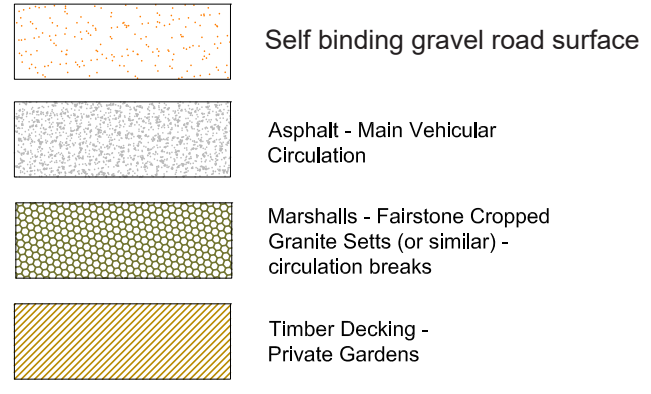 Self binding gravel road surface
Asphalt - Main Vehicular
Circulation
Marshalls - Fairstone Cropped
Granite Setts (or similar) -
circulation breaks
Timber Decking -
Private Gardens